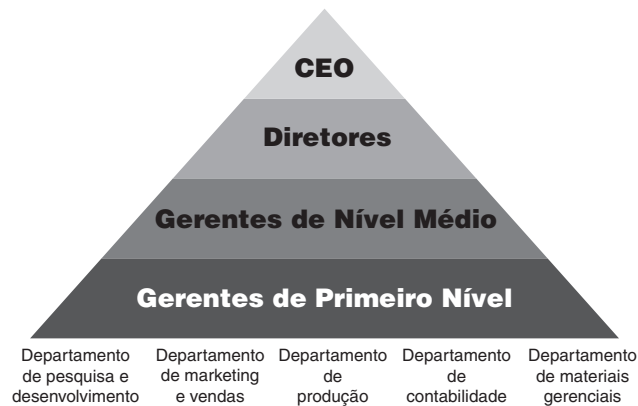 CEO
Diretores
Gerentes de Nível Médio
Gerentes de Primeiro Nível
Departamento
de pesquisa e
desenvolvimento
Departamento
de marketing
e vendas
Departamento
de
produção
Departamento
de
contabilidade
Departamento
de materiais
gerenciais